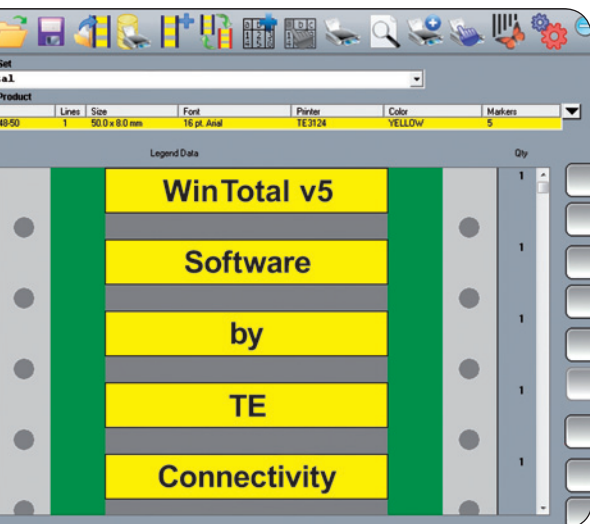 Set
Product
Lines Size Font Printer Color Markers
48-50 1 50.0 x 8.0 mm 16 pt. Arial TE3124 YELLOW 5
Legend Data Qty
WinTotal v5 1
Software 1
by 1
TE 1
Connectivity 1